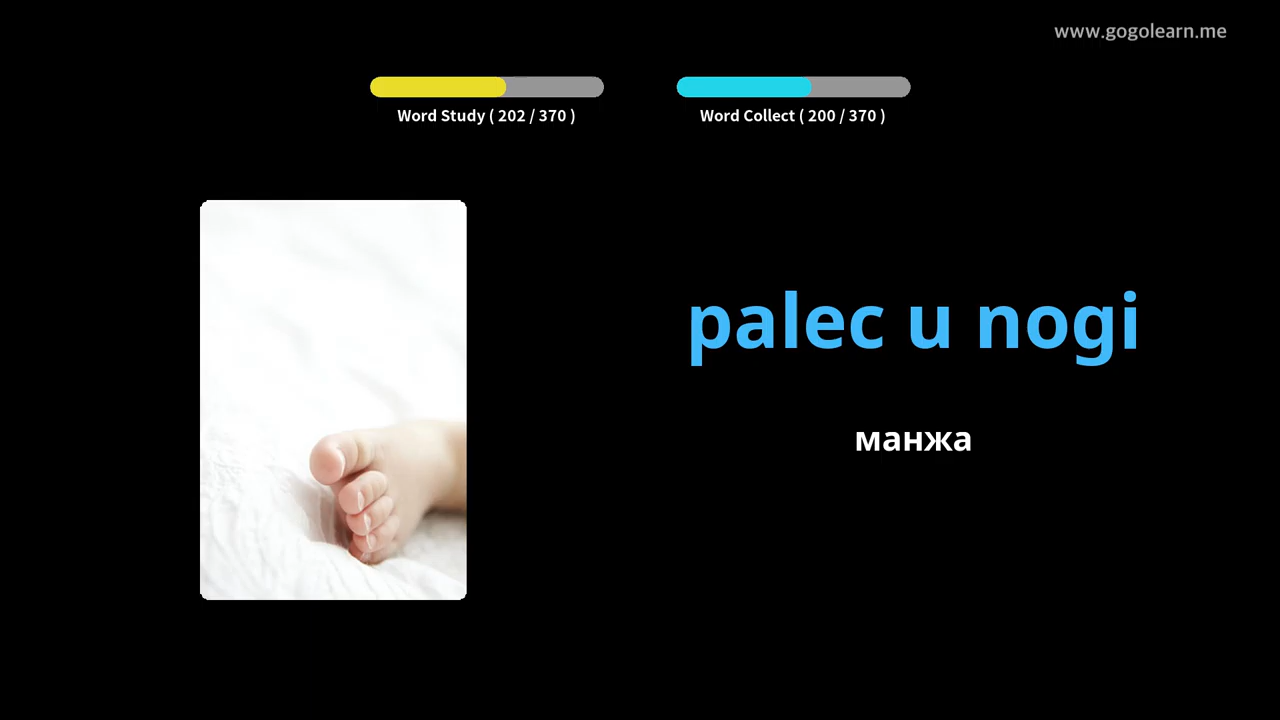 www.gogolearn.me
Word Study ( 202 / 370 )
Word Collect ( 200 / 370 )
palec u nogi
манжа